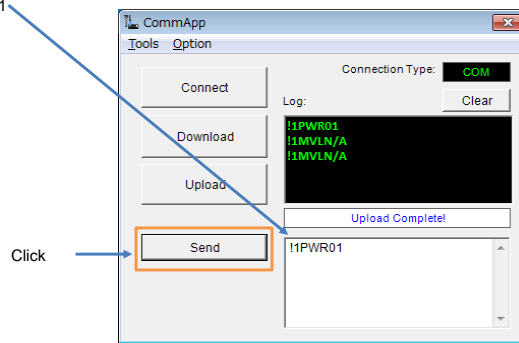 1
CommApp
Tools Option
Connection Type: COM
Connect
Log: Clear
!1PWR01
!1MVLN/A
!1MVLN/A
Download
Upload
Upload Complete!
Send
!1PWR01
Click